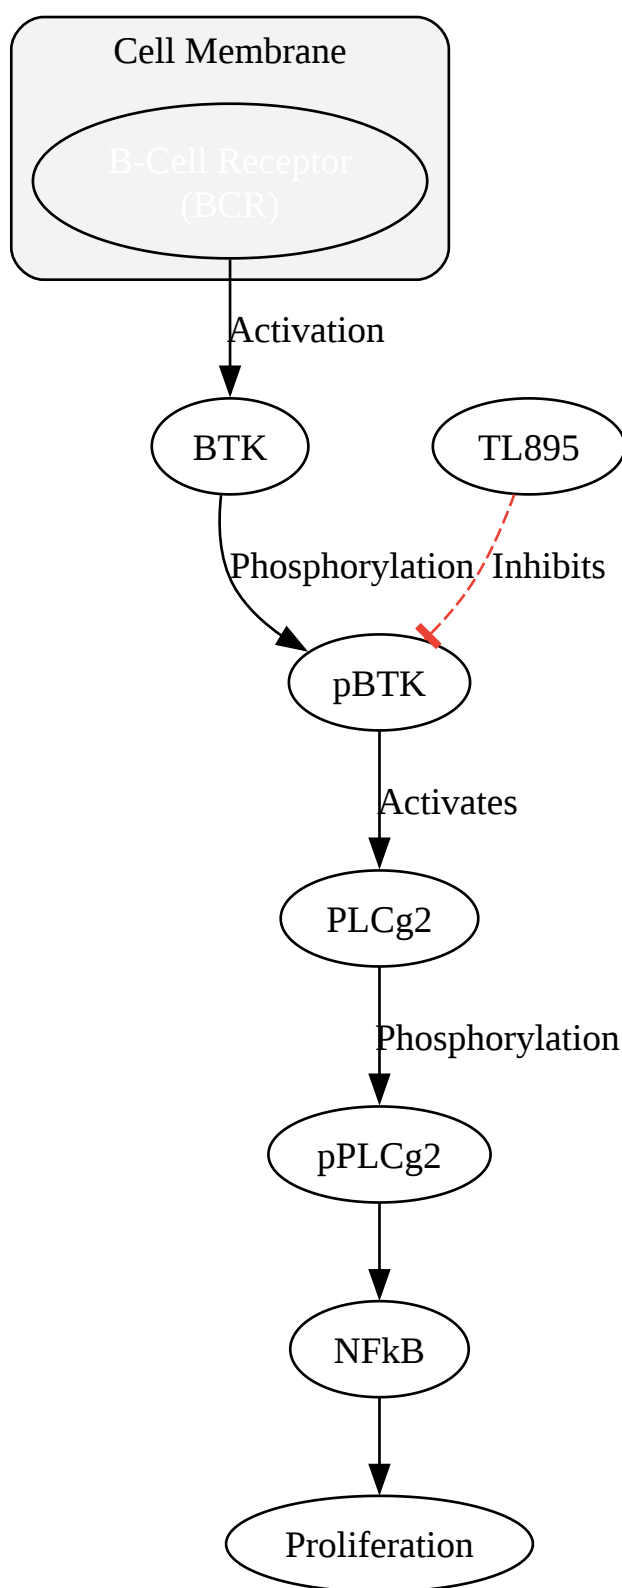 Cell Membrane
B-Cell Receptor
(BCR)
Activation
BTK
TL895
Phosphorylation
Inhibits
pBTK
Activates
PLCg2
Phosphorylation
pPLCg2
NFkB
Proliferation